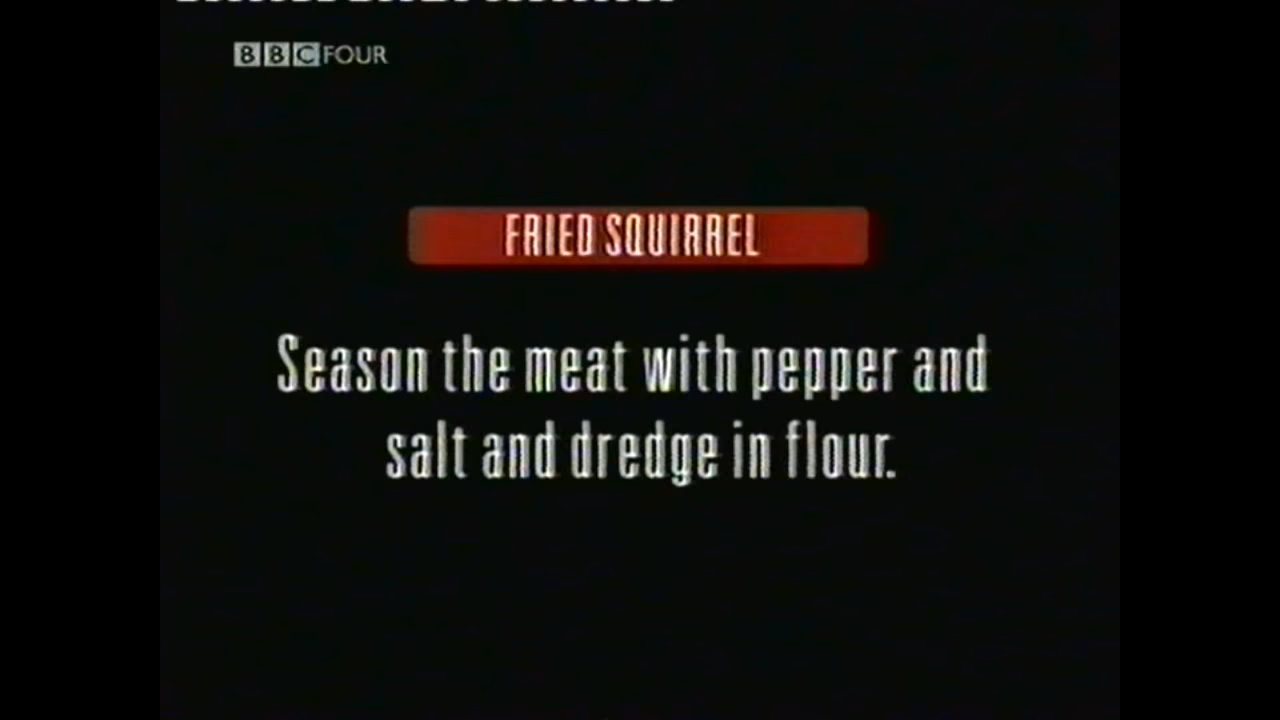 BBC FOUR
FRIED SQUIRREL
Season the meat with pepper and
salt and dredge in flour.